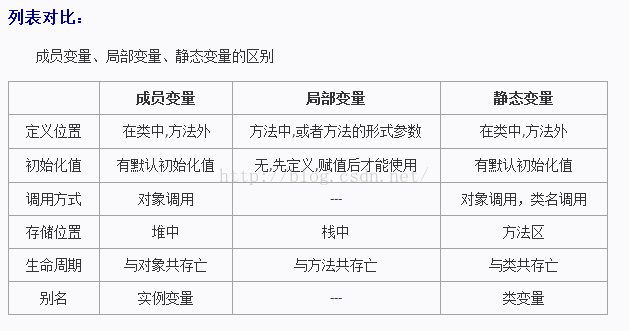 列表对比：
成员变量、局部变量、静态变量的区别
成员变量 局部变量 静态变量
定义位置 在类中,方法外 方法中,或者方法的形式参数 在类中,方法外
初始化值 有默认初始化值 无,先定义,赋值后才能使用 有默认初始化值
http://blog.csdn.net/
调用方式 对象调用 --- 对象调用，类名调用
存储位置 堆中 栈中 方法区
生命周期 与对象共存亡 与方法共存亡 与类共存亡
别名 实例变量 --- 类变量